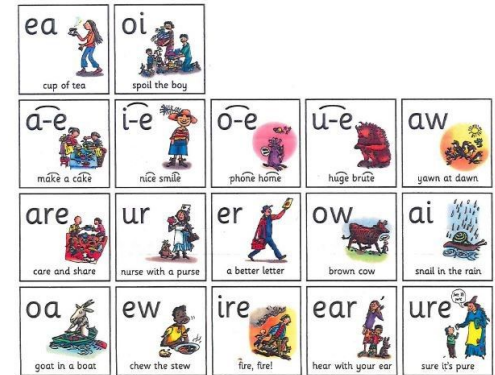 ea oi
cup of tea spoil the boy
a-e i-e o-e u-e aw
make a cake nice smile phone home huge brute yawn at dawn
are ur er ow ai
care and share nurse with a purse a better letter brown cow snail in the rain
oa ew ire ear ure
goat in a boat chew the stew fire, fire! hear with your ear sure it's pure